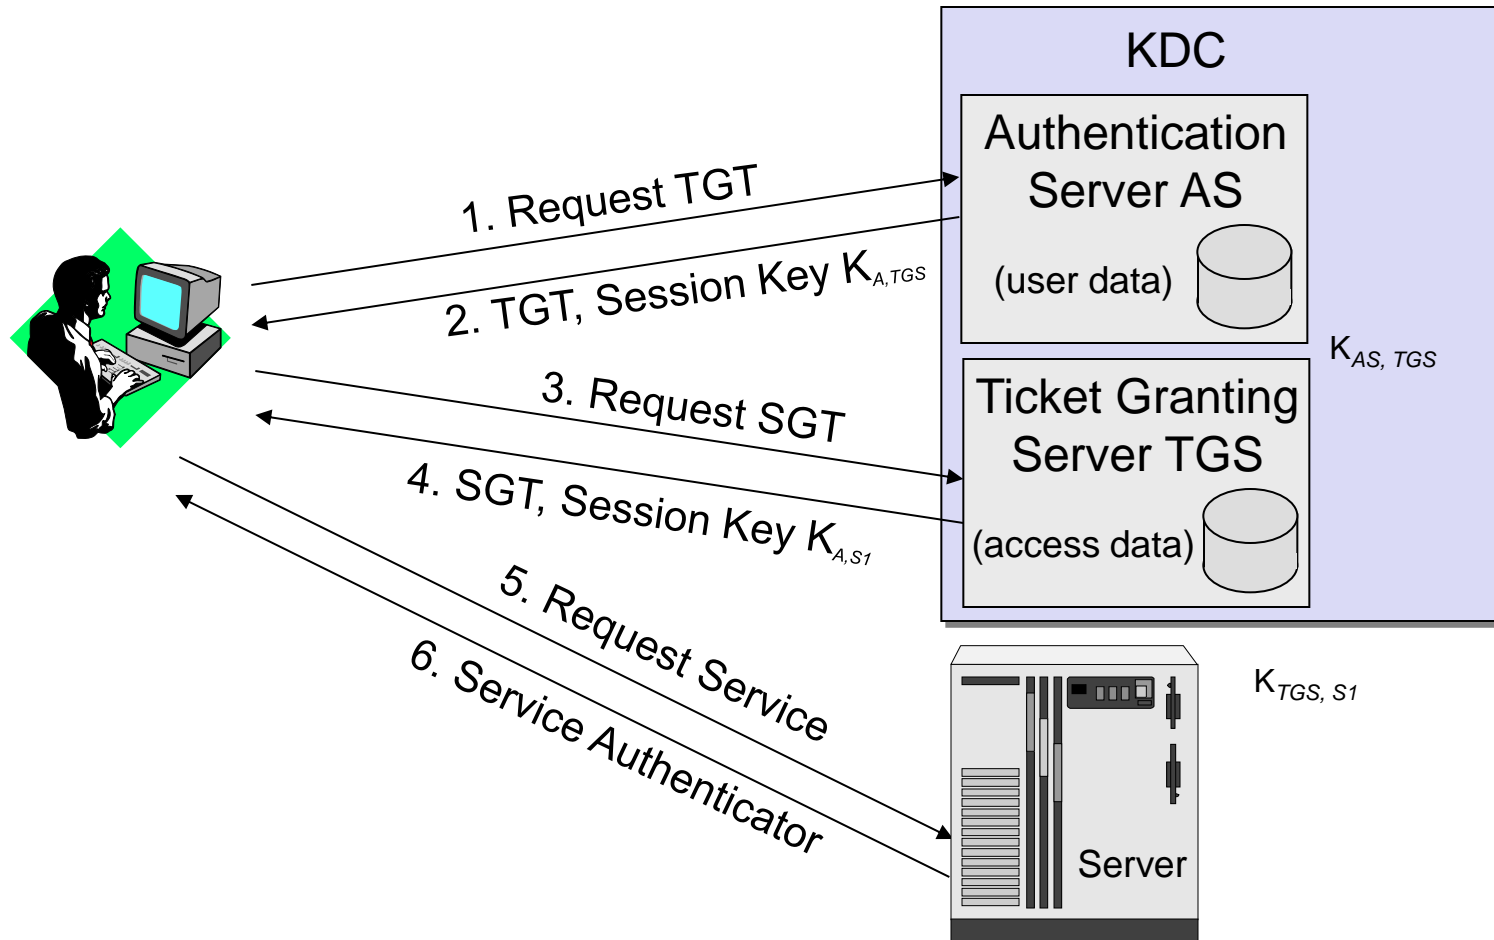 KDC
Authentication
Server AS
(user data)
1. Request TGT
2. TGT, Session Key K_A,TGS
K_AS, TGS
3. Request SGT
Ticket Granting
Server TGS
(access data)
4. SGT, Session Key K_A,S1
5. Request Service
6. Service Authenticator
K_TGS, S1
Server